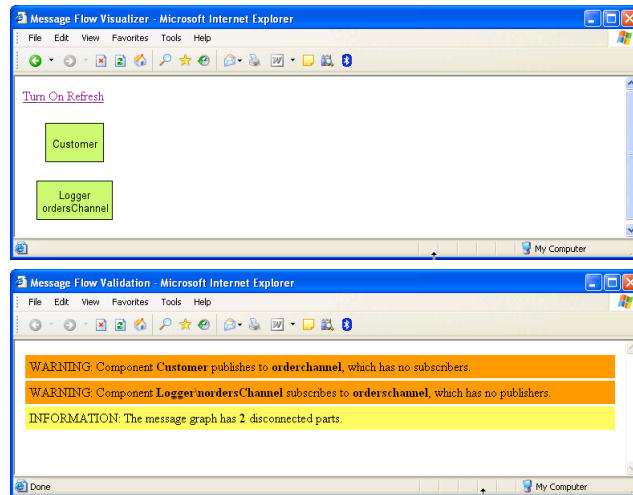 Message Flow Visualizer - Microsoft Internet Explorer
File Edit View Favorites Tools Help
Turn On Refresh
Customer
Logger
ordersChannel
My Computer
Message Flow Validation - Microsoft Internet Explorer
File Edit View Favorites Tools Help
WARNING: Component Customer publishes to orderchannel, which has no subscribers.
WARNING: Component Logger\nordersChannel subscribes to orderschannel, which has no publishers.
INFORMATION: The message graph has 2 disconnected parts.
Done My Computer